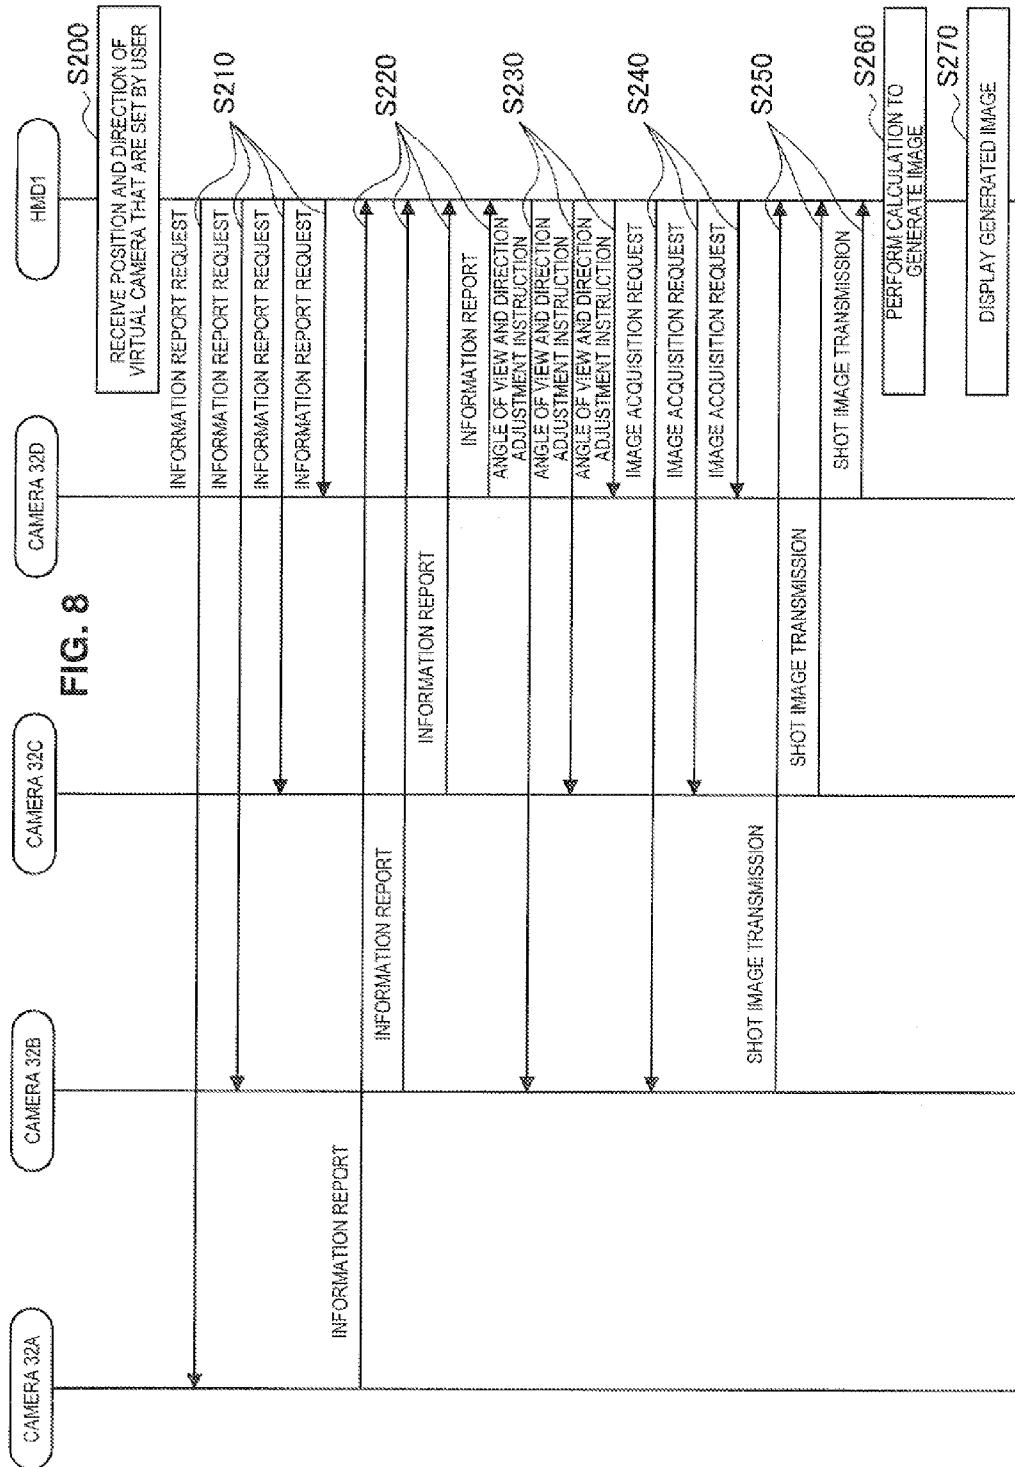 FIG. 8
CAMERA 32A
CAMERA 32B
CAMERA 32C
CAMERA 32D
HMD1
RECEIVE POSITION AND DIRECTION OF
VIRTUAL CAMERA THAT ARE SET BY USER
S200
INFORMATION REPORT REQUEST
INFORMATION REPORT REQUEST
INFORMATION REPORT REQUEST
INFORMATION REPORT REQUEST
S210
INFORMATION REPORT
INFORMATION REPORT
INFORMATION REPORT
INFORMATION REPORT
S220
ANGLE OF VIEW AND DIRECTION
ADJUSTMENT INSTRUCTION
ANGLE OF VIEW AND DIRECTION
ADJUSTMENT INSTRUCTION
ANGLE OF VIEW AND DIRECTION
ADJUSTMENT INSTRUCTION
S230
IMAGE ACQUISITION REQUEST
IMAGE ACQUISITION REQUEST
IMAGE ACQUISITION REQUEST
S240
SHOT IMAGE TRANSMISSION
SHOT IMAGE TRANSMISSION
SHOT IMAGE TRANSMISSION
S250
PERFORM CALCULATION TO
GENERATE IMAGE
S260
DISPLAY GENERATED IMAGE
S270